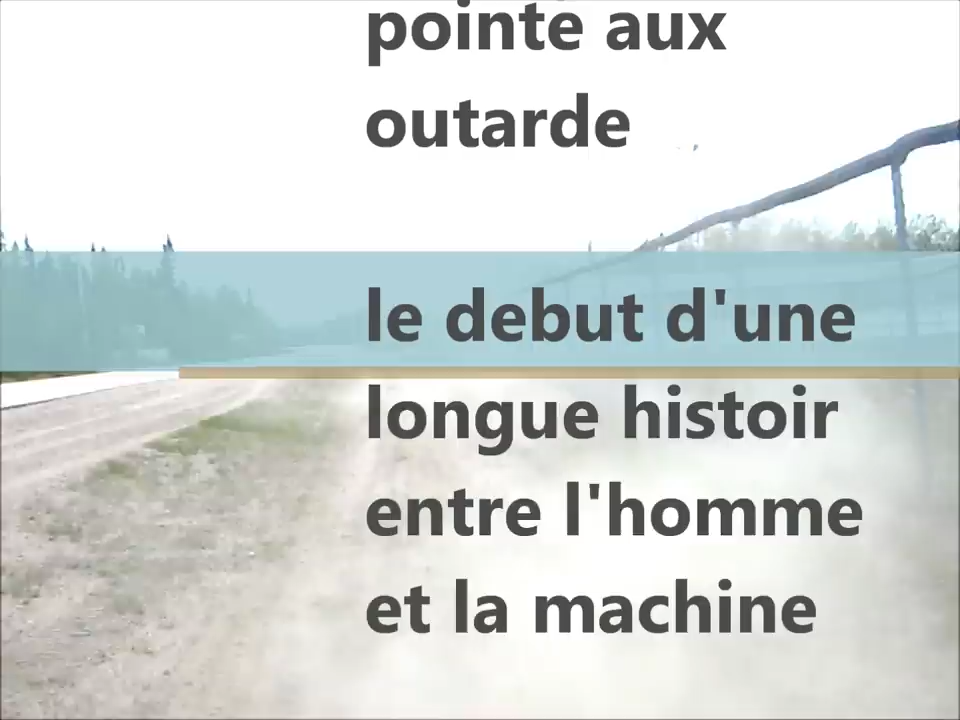 pointe aux
outarde
le debut d'une
longue histoir
entre l'homme
et la machine